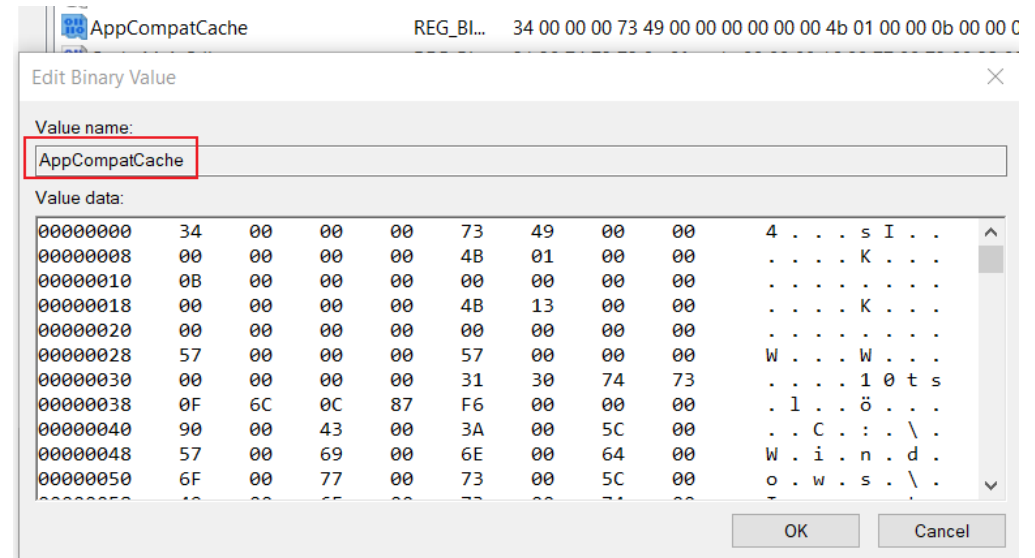 AppCompatCache REG_BI... 34 00 00 00 73 49 00 00 00 00 00 00 4b 01 00 00 0b 00 00 0
Edit Binary Value
Value name:
AppCompatCache
Value data:
00000000 34 00 00 00 73 49 00 00 4 . . . s I . .
00000008 00 00 00 00 4B 01 00 00 . . . . K . . .
00000010 0B 00 00 00 00 00 00 00 . . . . . . . .
00000018 00 00 00 00 4B 13 00 00 . . . . K . . .
00000020 00 00 00 00 00 00 00 00 . . . . . . . .
00000028 57 00 00 00 57 00 00 00 W . . . W . . .
00000030 00 00 00 00 31 30 74 73 . . . . 1 0 t s
00000038 0F 6C 0C 87 F6 00 00 00 . l . . ö . . .
00000040 90 00 43 00 3A 00 5C 00 . . C . : . \ .
00000048 57 00 69 00 6E 00 64 00 W . i . n . d .
00000050 6F 00 77 00 73 00 5C 00 o . w . s . \ .
OK Cancel